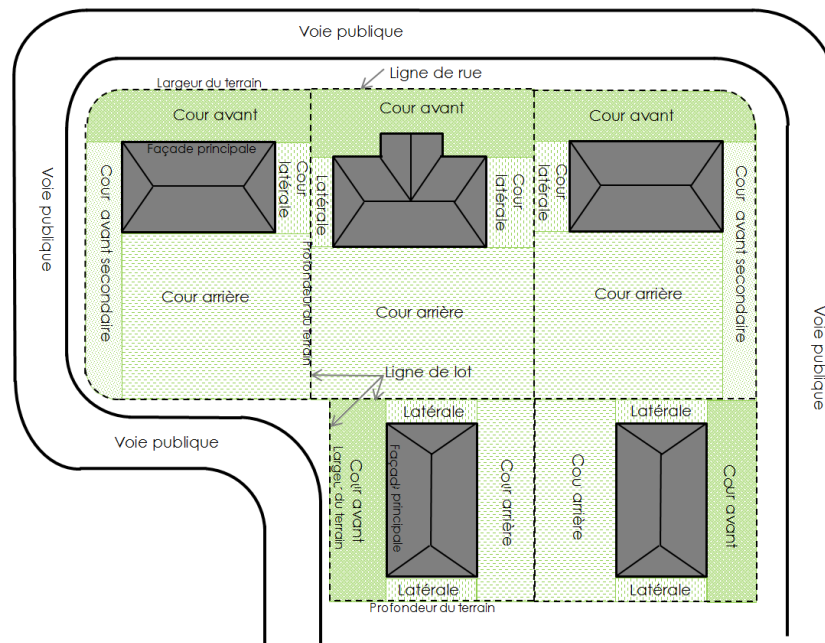 Voie publique
Ligne de rue
Largeur du terrain
Cour avant
Cour avant
Cour avant
Façade principale
Cour
latérale
Latérale
Cour
latérale
Cour
latérale
Voie publique
Cour avant secondaire
Cour avant secondaire
Profondeur du terrain
Cour arrière
Cour arrière
Cour arrière
Voie publique
Ligne de lot
Latérale
Latérale
Voie publique
Largeur du terrain
Cour avant
Façade principale
Cour arrière
Cou arrière
Cour avant
Latérale
Latérale
Profondeur du terrain